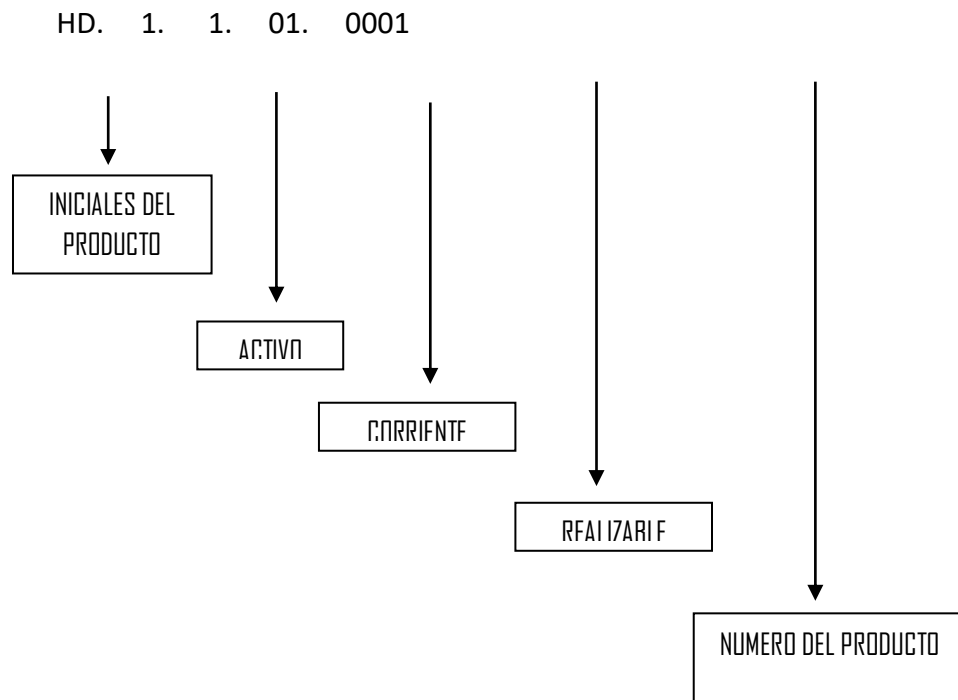 HD. 1. 1. 01. 0001
INICIALES DEL
PRODUCTO
ACTIVO
CORRIENTE
REALIZABLE
NUMERO DEL PRODUCTO